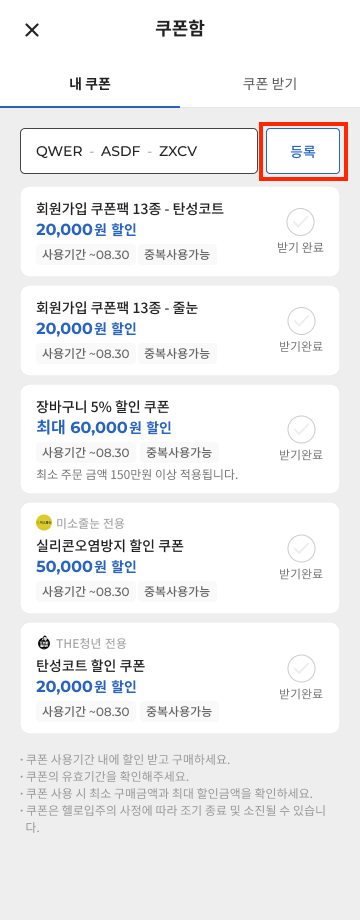 쿠폰함
내 쿠폰
쿠폰 받기
QWER - ASDF - ZXCV
등록
회원가입 쿠폰팩 13종 - 탄성코트
20,000원 할인
사용기간 ~08.30 중복사용가능
받기 완료
회원가입 쿠폰팩 13종 - 줄눈
20,000원 할인
사용기간 ~08.30 중복사용가능
받기완료
장바구니 5% 할인 쿠폰
최대 60,000원 할인
사용기간 ~08.30 중복사용가능
최소 주문 금액 150만원 이상 적용됩니다.
받기완료
미소줄눈 전용
실리콘오염방지 할인 쿠폰
50,000원 할인
사용기간 ~08.30 중복사용가능
받기완료
THE청년 전용
탄성코트 할인 쿠폰
20,000원 할인
사용기간 ~08.30 중복사용가능
받기완료
· 쿠폰 사용기간 내에 할인 받고 구매하세요.
· 쿠폰의 유효기간을 확인해주세요.
· 쿠폰 사용 시 최소 구매금액과 최대 할인금액을 확인하세요.
· 쿠폰은 헬로입주의 사정에 따라 조기 종료 및 소진될 수 있습니
다.